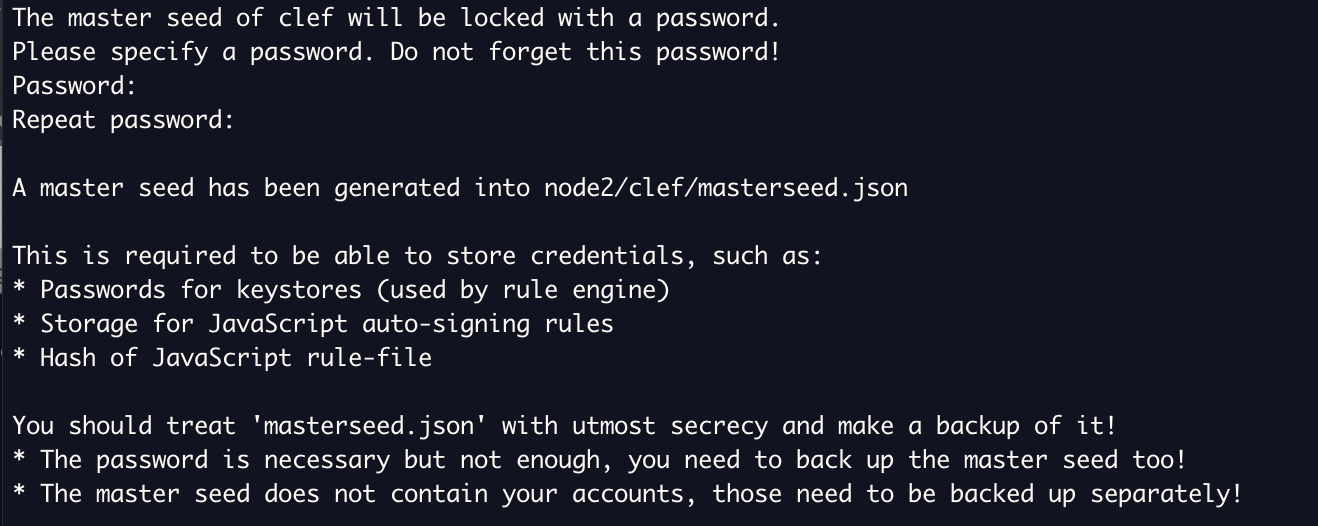 The master seed of clef will be locked with a password.
Please specify a password. Do not forget this password!
Password:
Repeat password:
A master seed has been generated into node2/clef/masterseed.json
This is required to be able to store credentials, such as:
* Passwords for keystores (used by rule engine)
* Storage for JavaScript auto-signing rules
* Hash of JavaScript rule-file
You should treat 'masterseed.json' with utmost secrecy and make a backup of it!
* The password is necessary but not enough, you need to back up the master seed too!
* The master seed does not contain your accounts, those need to be backed up separately!